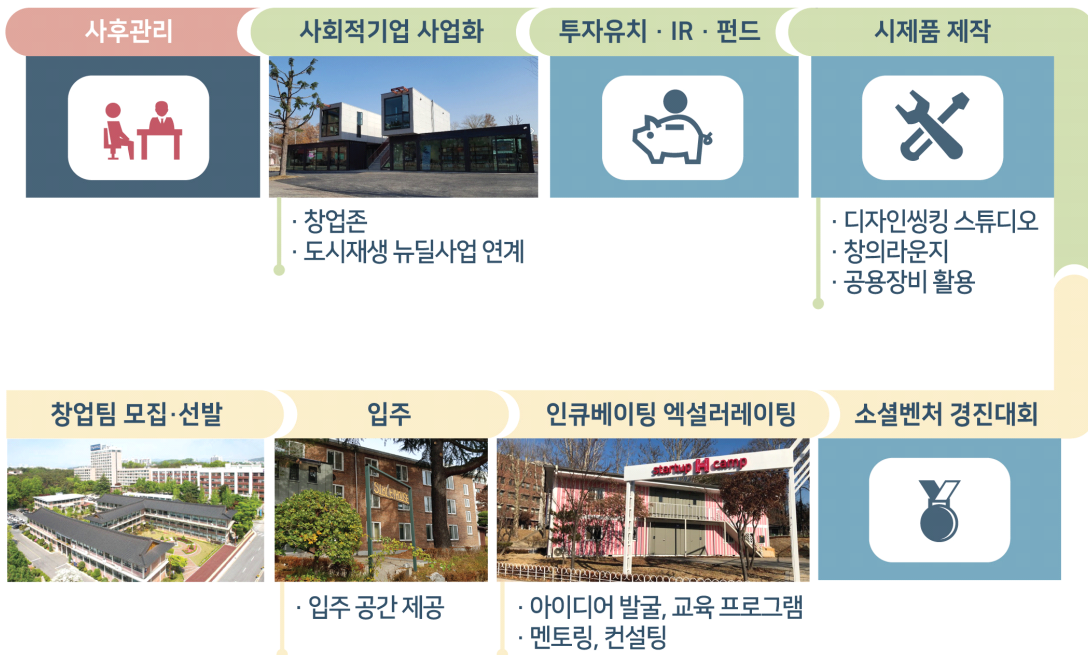 사후관리
사회적기업 사업화
투자유치 · IR · 펀드
시제품 제작
· 창업존
· 도시재생 뉴딜사업 연계
· 디자인씽킹 스튜디오
· 창의라운지
· 공용장비 활용
창업팀 모집·선발
입주
인큐베이팅 엑설러레이팅
소셜벤처 경진대회
startup H camp
· 입주 공간 제공
· 아이디어 발굴, 교육 프로그램
· 멘토링, 컨설팅